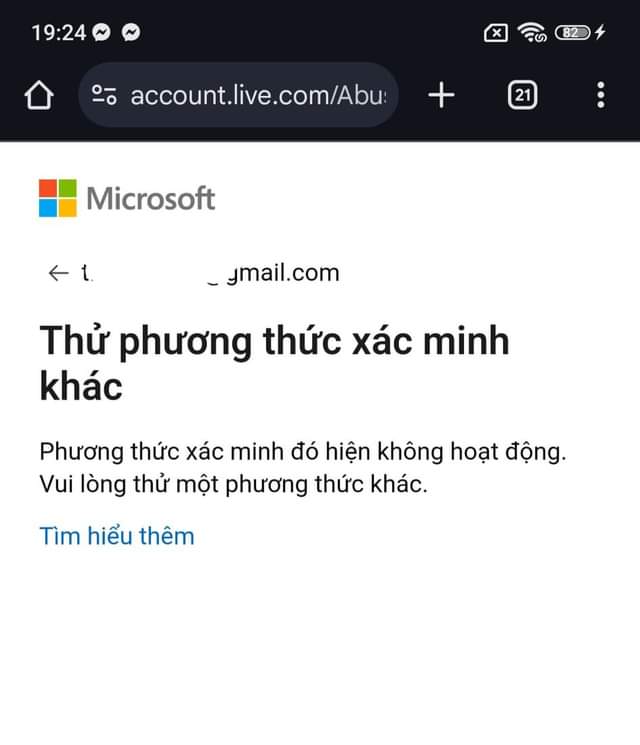 19:24
82
account.live.com/Abu
21
Microsoft
← t. gmail.com
Thử phương thức xác minh
khác
Phương thức xác minh đó hiện không hoạt động.
Vui lòng thử một phương thức khác.
Tìm hiểu thêm